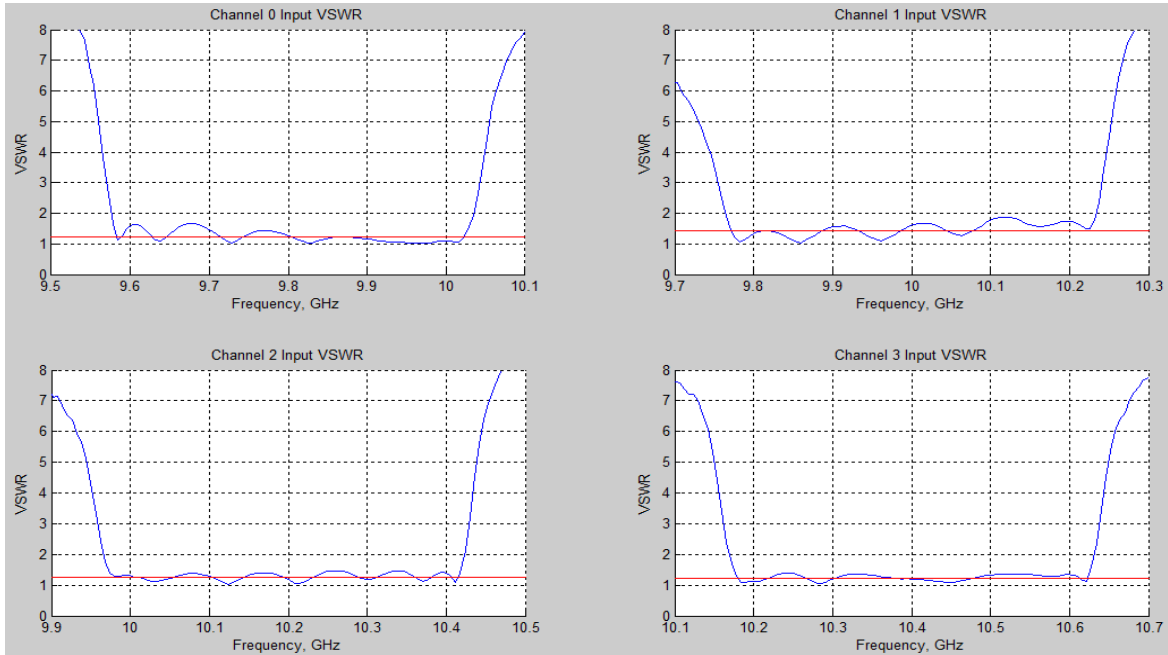 Channel 0 Input VSWR
8
7
6
5
4
3
2
1
0
VSWR
9.5 9.6 9.7 9.8 9.9 10 10.1
Frequency, GHz
Channel 1 Input VSWR
8
7
6
5
4
3
2
1
0
VSWR
9.7 9.8 9.9 10 10.1 10.2 10.3
Frequency, GHz
Channel 2 Input VSWR
8
7
6
5
4
3
2
1
0
VSWR
9.9 10 10.1 10.2 10.3 10.4 10.5
Frequency, GHz
Channel 3 Input VSWR
8
7
6
5
4
3
2
1
0
VSWR
10.1 10.2 10.3 10.4 10.5 10.6 10.7
Frequency, GHz